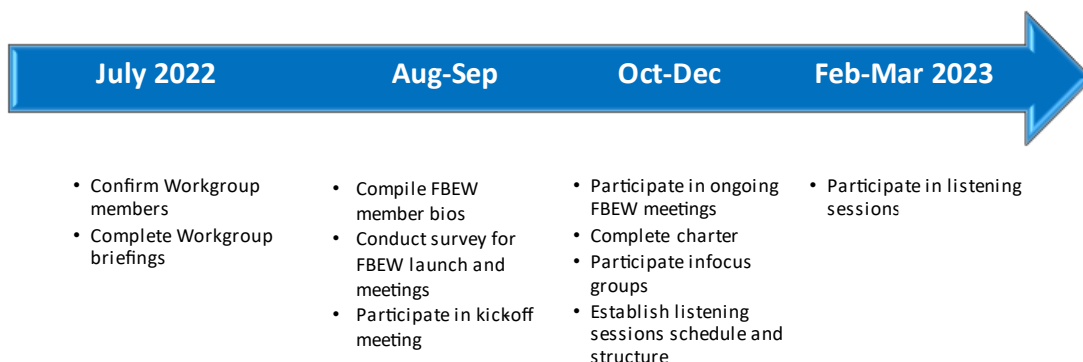 July 2022
Aug-Sep
Oct-Dec
Feb-Mar 2023
• Confirm Workgroup
members
• Complete Workgroup
briefings
• Compile FBEW
member bios
• Conduct survey for
FBEW launch and
meetings
• Participate in kickoff
meeting
• Participate in ongoing
FBEW meetings
• Complete charter
• Participate infocus
groups
• Establish listening
sessions schedule and
structure
• Participate in listening
sessions